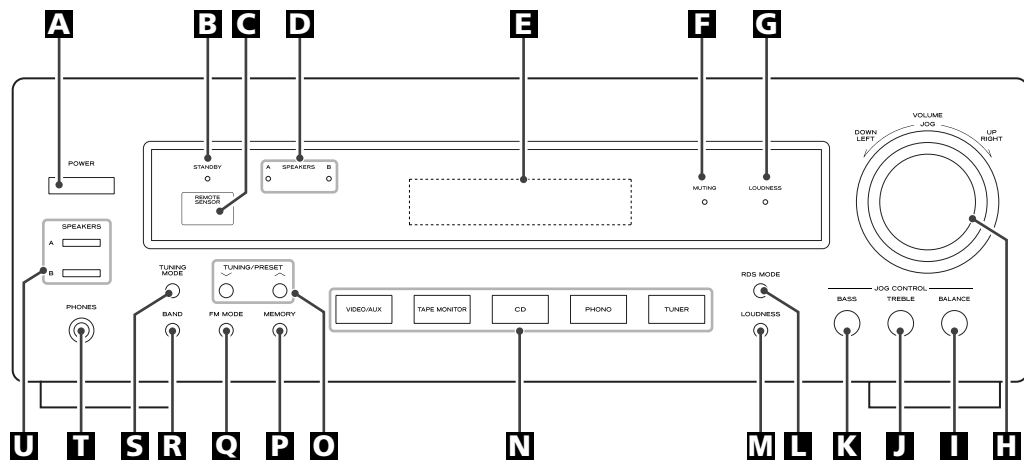 A B C D E F G
VOLUME
JOG
DOWN
LEFT
UP
RIGHT
POWER
STANDBY
A SPEAKERS B
REMOTE
SENSOR
MUTING
LOUDNESS
SPEAKERS
A
B
TUNING
MODE
TUNING/PRESET
RDS MODE
JOG CONTROL
BASS TREBLE BALANCE
PHONES
BAND
FM MODE
MEMORY
VIDEO/AUX
TAPE MONITOR
CD
PHONO
TUNER
LOUDNESS
U T S R Q P O N M L K J I H